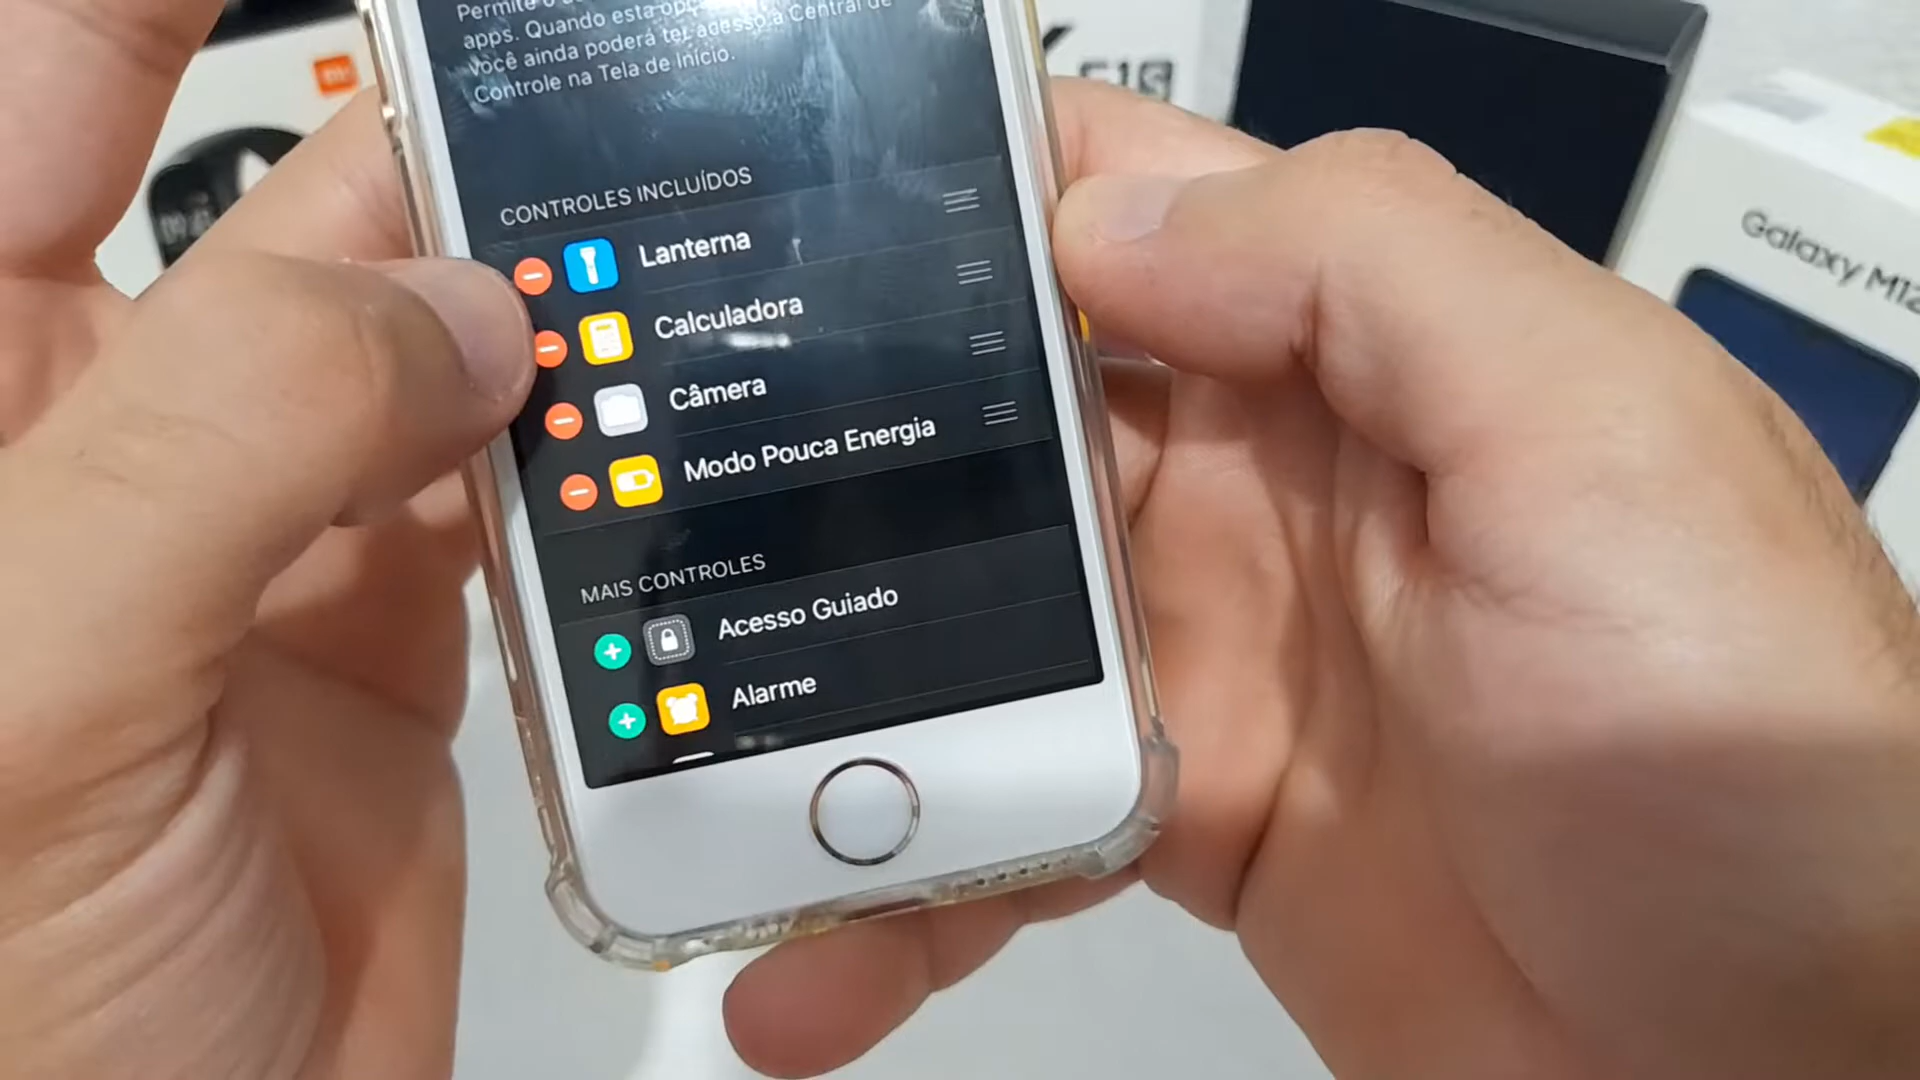 apps. Quando esta
você ainda poderá ter acesso à Central de
Controle na Tela de Início.
CONTROLES INCLUÍDOS
Lanterna
Calculadora
Câmera
Modo Pouca Energia
MAIS CONTROLES
Acesso Guiado
Alarme
mi
Galaxy M12